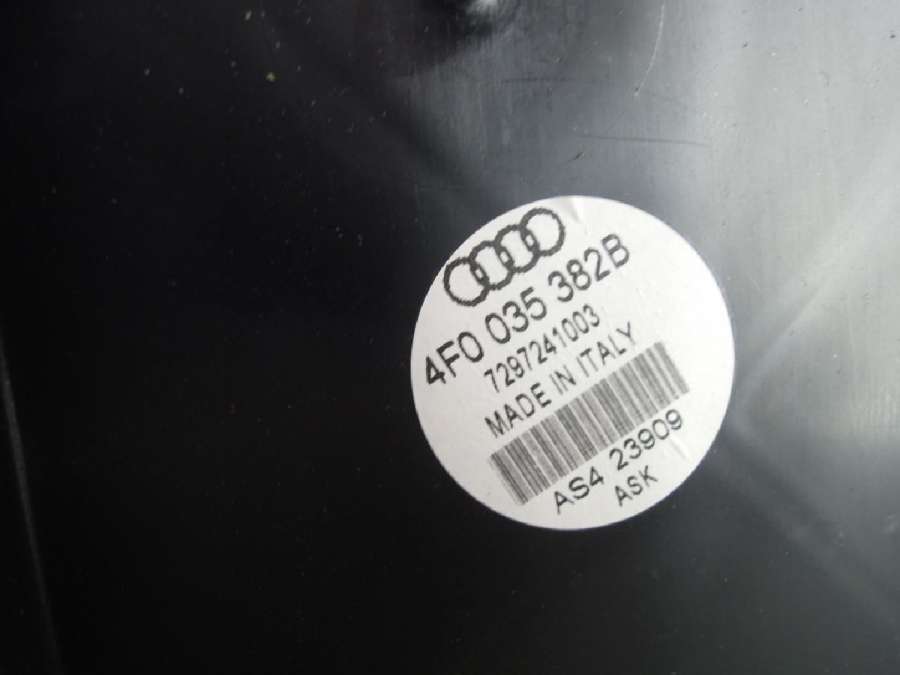 4F0 035 382B
7297241003
MADE IN ITALY
AS4 23909
ASK